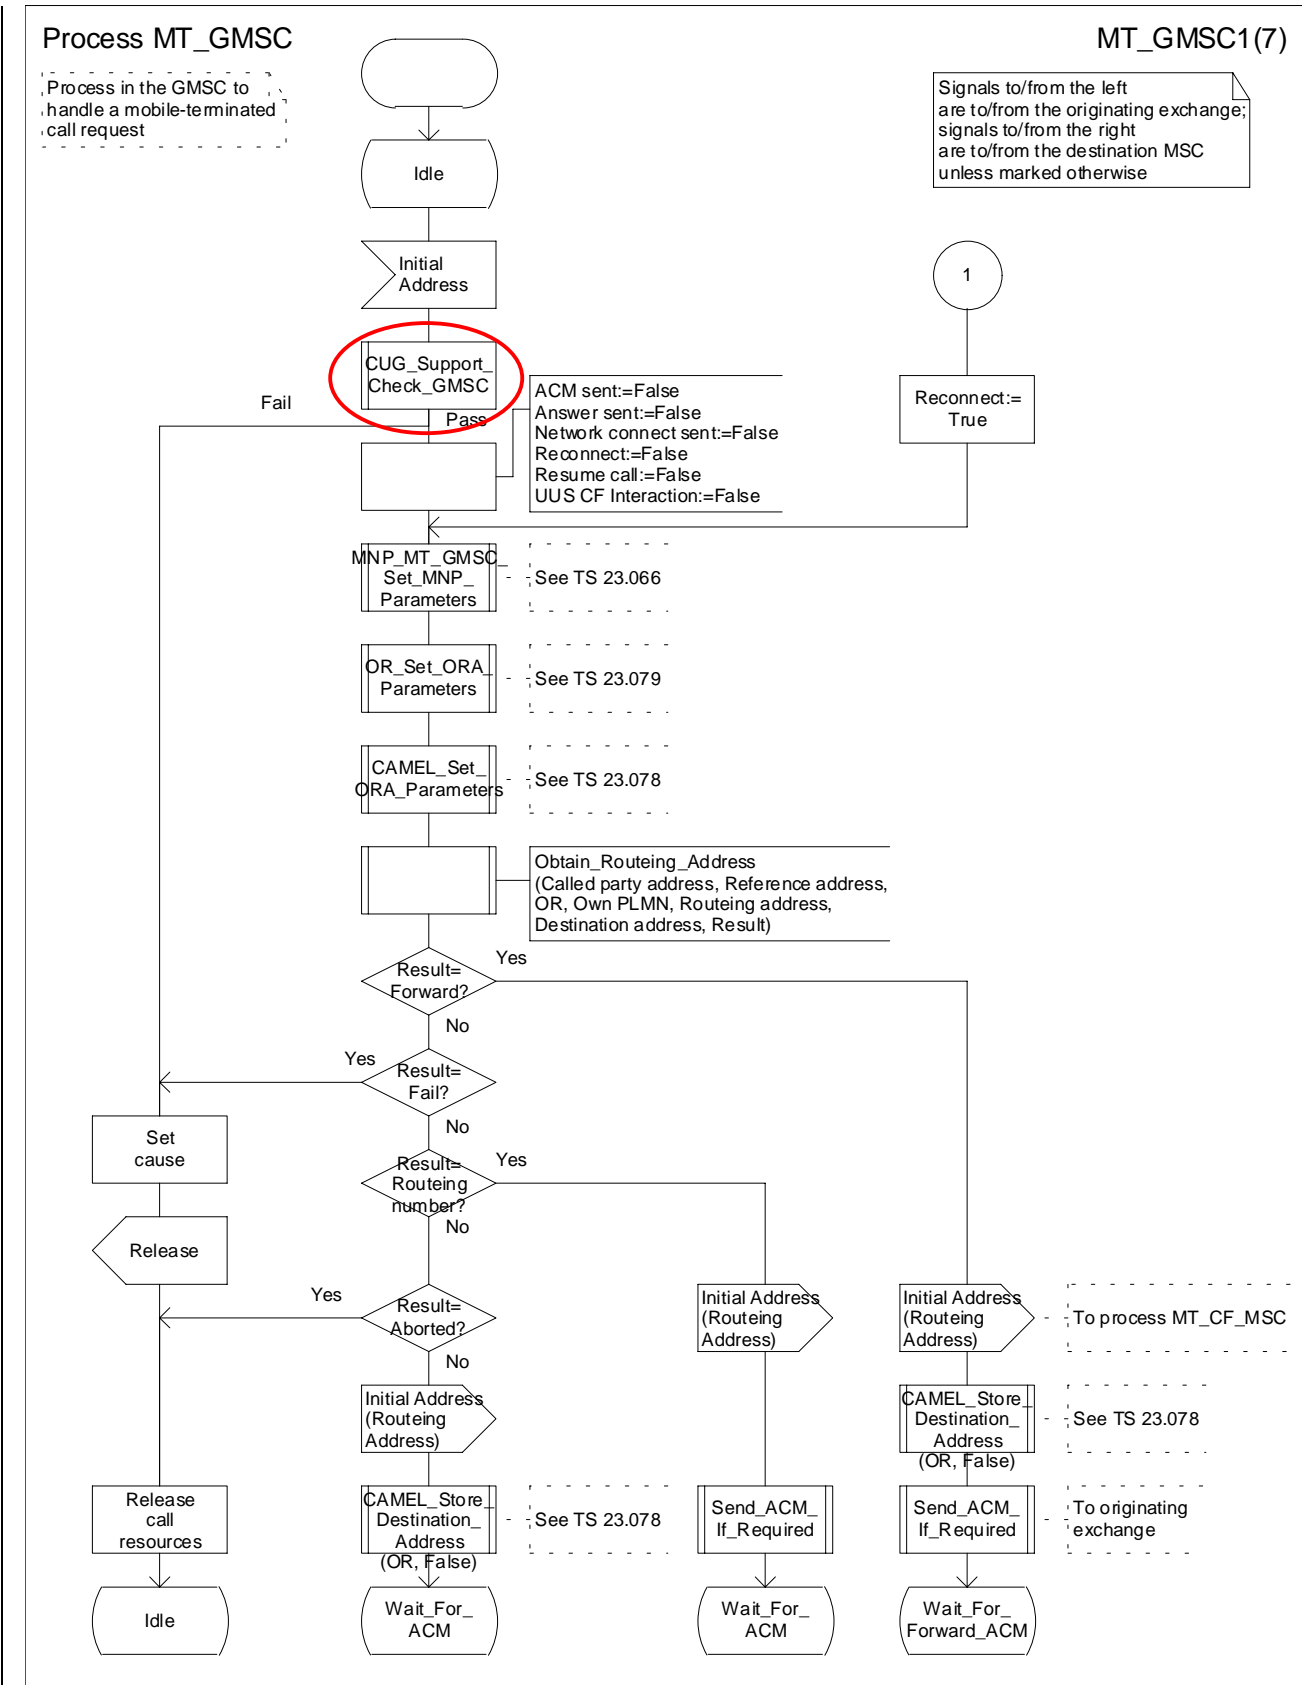 Process MT_GMSC
MT_GMSC1(7)
Process in the GMSC to
handle a mobile-terminated
call request
Signals to/from the left
are to/from the originating exchange;
signals to/from the right
are to/from the destination MSC
unless marked otherwise
Idle
Initial
Address
1
CUG_Support_
Check_GMSC
Fail
Pass
ACM sent:=False
Answer sent:=False
Network connect sent:=False
Reconnect:=False
Resume call:=False
UUS CF Interaction:=False
Reconnect:=
True
MNP_MT_GMSC_
Set_MNP_
Parameters
See TS 23.066
OR_Set_ORA_
Parameters
See TS 23.079
CAMEL_Set_
ORA_Parameters
See TS 23.078
Obtain_Routeing_Address
(Called party address, Reference address,
OR, Own PLMN, Routeing address,
Destination address, Result)
Result=
Forward?
Yes
No
Result=
Fail?
Yes
No
Set
cause
Result=
Routeing
number?
Yes
No
Release
Result=
Aborted?
Yes
No
Initial Address
(Routeing
Address)
Initial Address
(Routeing
Address)
To process MT_CF_MSC
Initial Address
(Routeing
Address)
CAMEL_Store_
Destination_
Address
(OR, False)
See TS 23.078
Release
call
resources
CAMEL_Store_
Destination_
Address
(OR, False)
See TS 23.078
Send_ACM_
If_Required
Send_ACM_
If_Required
To originating
exchange
Idle
Wait_For_
ACM
Wait_For_
ACM
Wait_For_
Forward_ACM